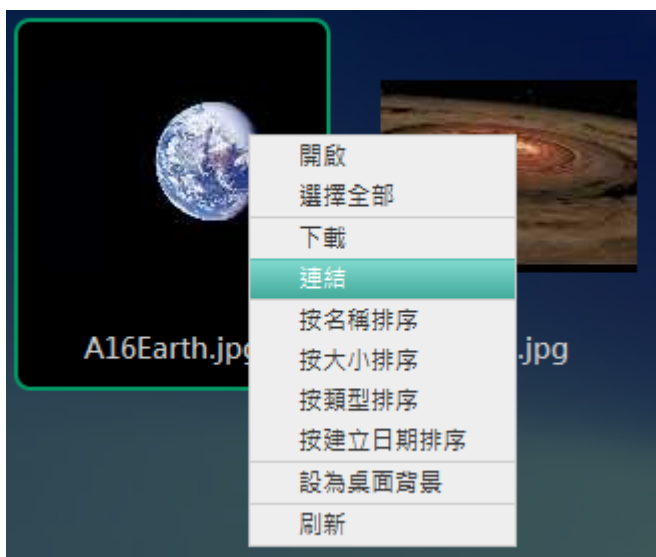 開啟
選擇全部
下載
連結
按名稱排序
A16Earth.jp
.jpg
按大小排序
按類型排序
按建立日期排序
設為桌面背景
刷新